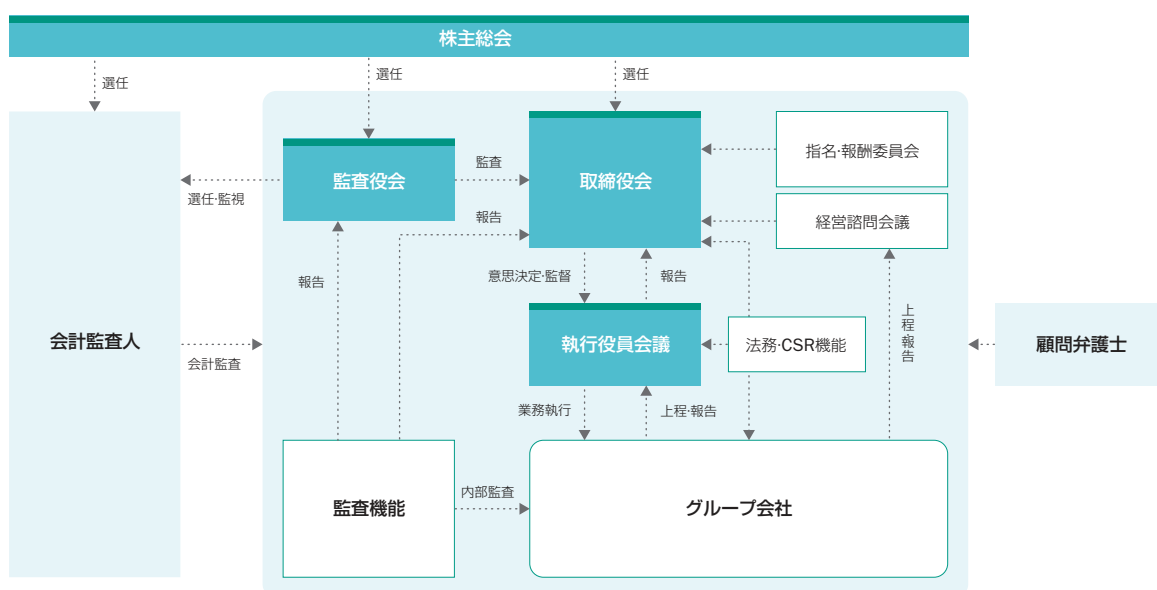 株主総会
選任
選任
選任
指名·報酬委員会
監査役会
監査
取締役会
選任·監視
報告
経営諮問会議
報告
意思決定·監督
報告
上程·報告
会計監査人
執行役員会議
法務·CSR機能
顧問弁護士
会計監査
業務執行
上程·報告
監査機能
内部監査
グループ会社